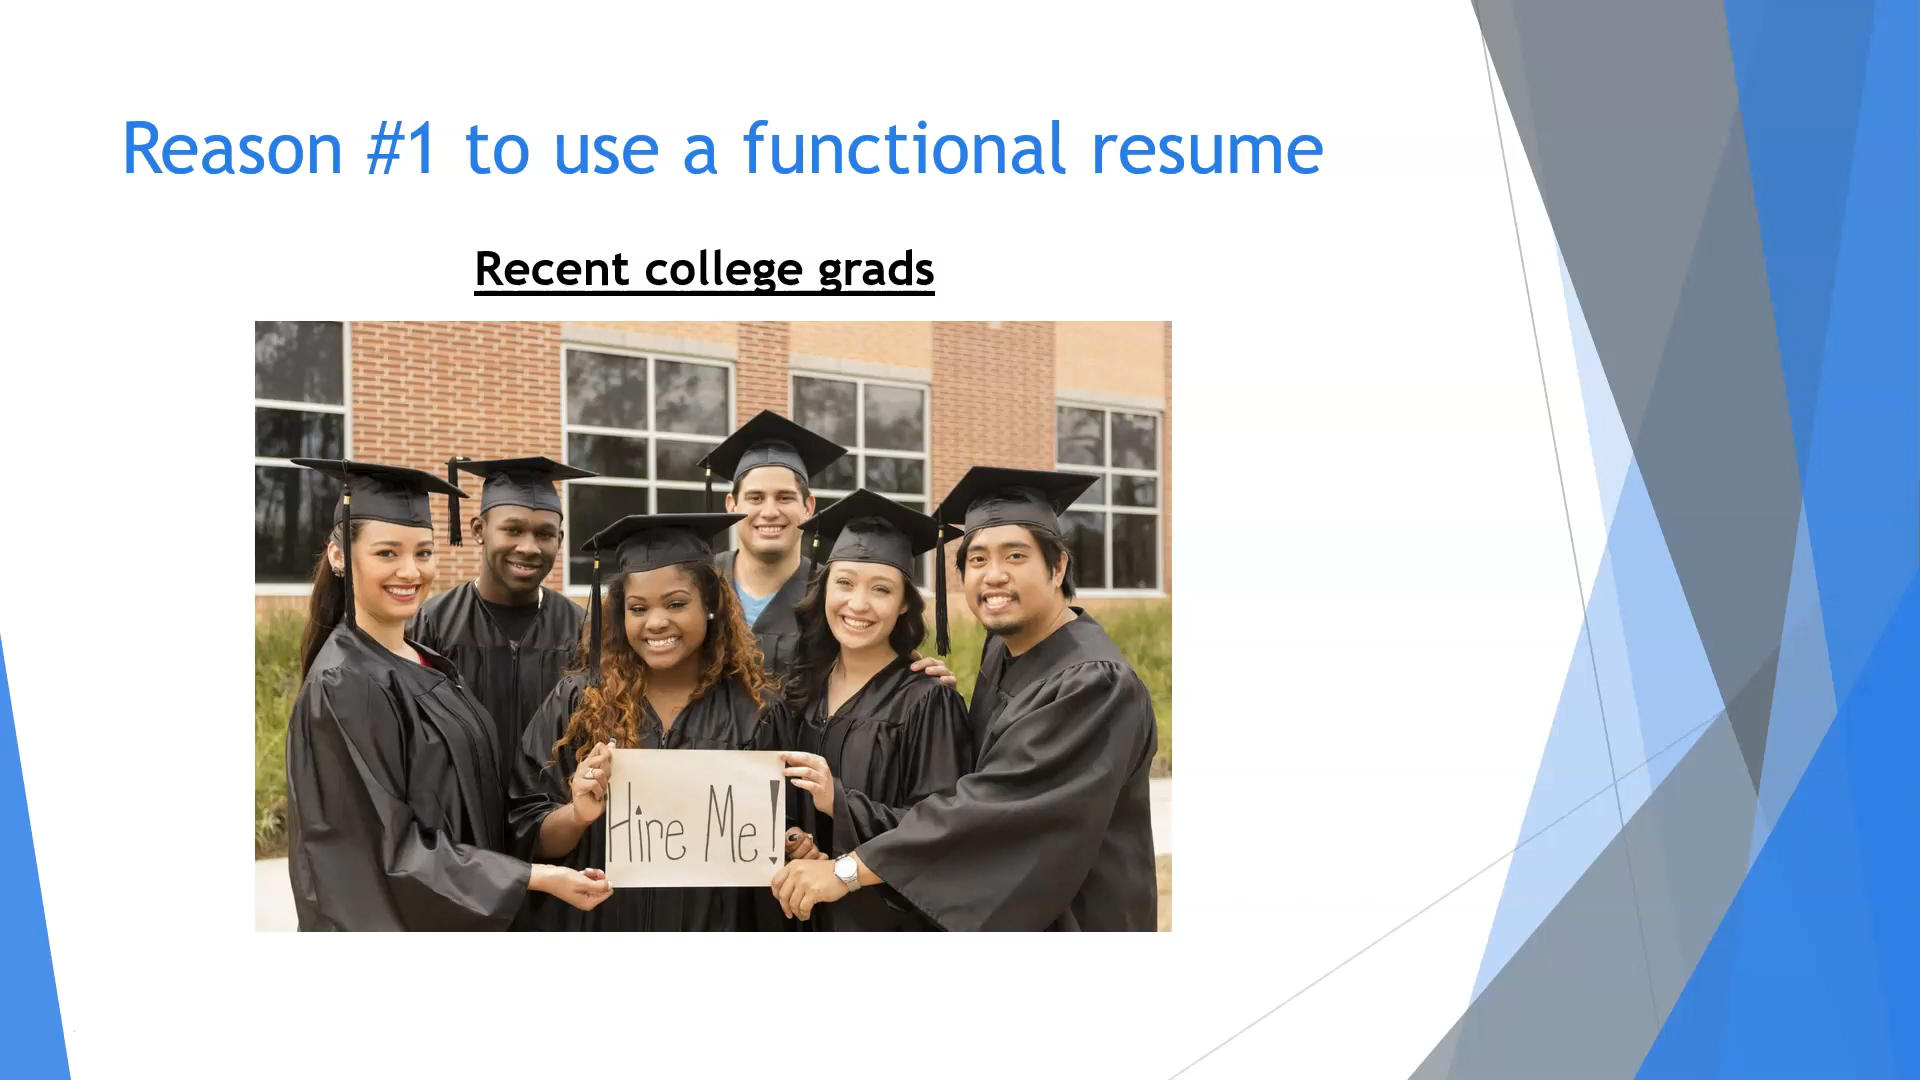 Reason #1 to use a functional resume
Recent college grads
Hire Me!